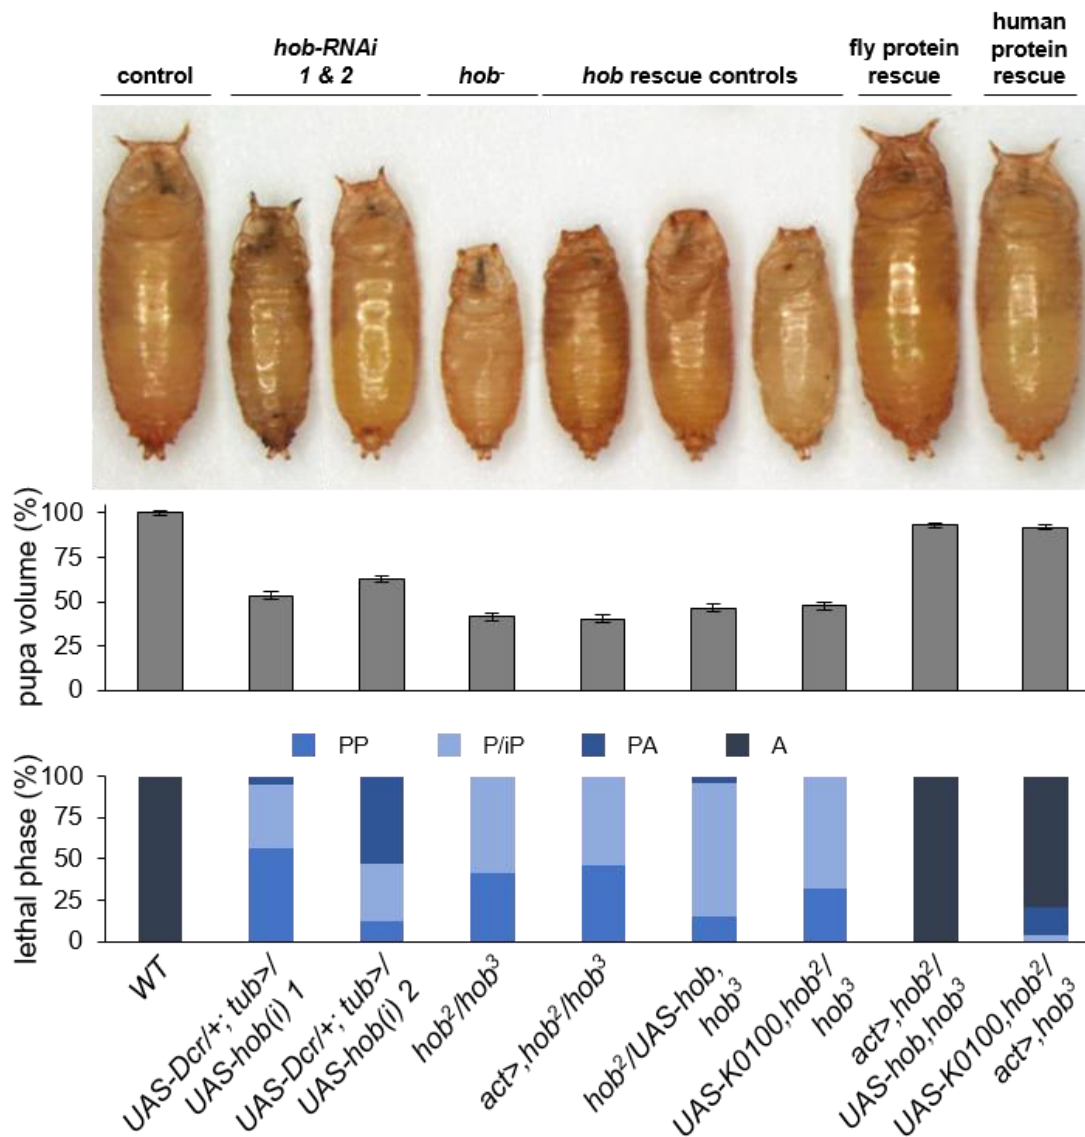 control
hob-RNAi
1 & 2
hob-
hob rescue controls
fly protein
rescue
human
protein
rescue
pupa volume (%)
100
75
50
25
0
PP P/iP PA A
lethal phase (%)
100
75
50
25
0
WT
UAS-Dcr/+; tub>/
UAS-hob(i) 1
UAS-Dcr/+; tub>/
UAS-hob(i) 2
hob²/hob³
act>,hob²/hob³
hob²/UAS-hob,
hob³
UAS-K0100,hob²/
hob³
act>,hob²/
UAS-hob,hob³
UAS-K0100,hob²/
act>,hob³